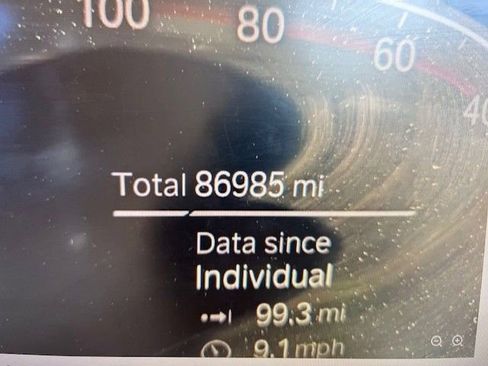 100
80
60
40
Total 86985 mi
Data since
Individual
99.3 mi
9.1 mph